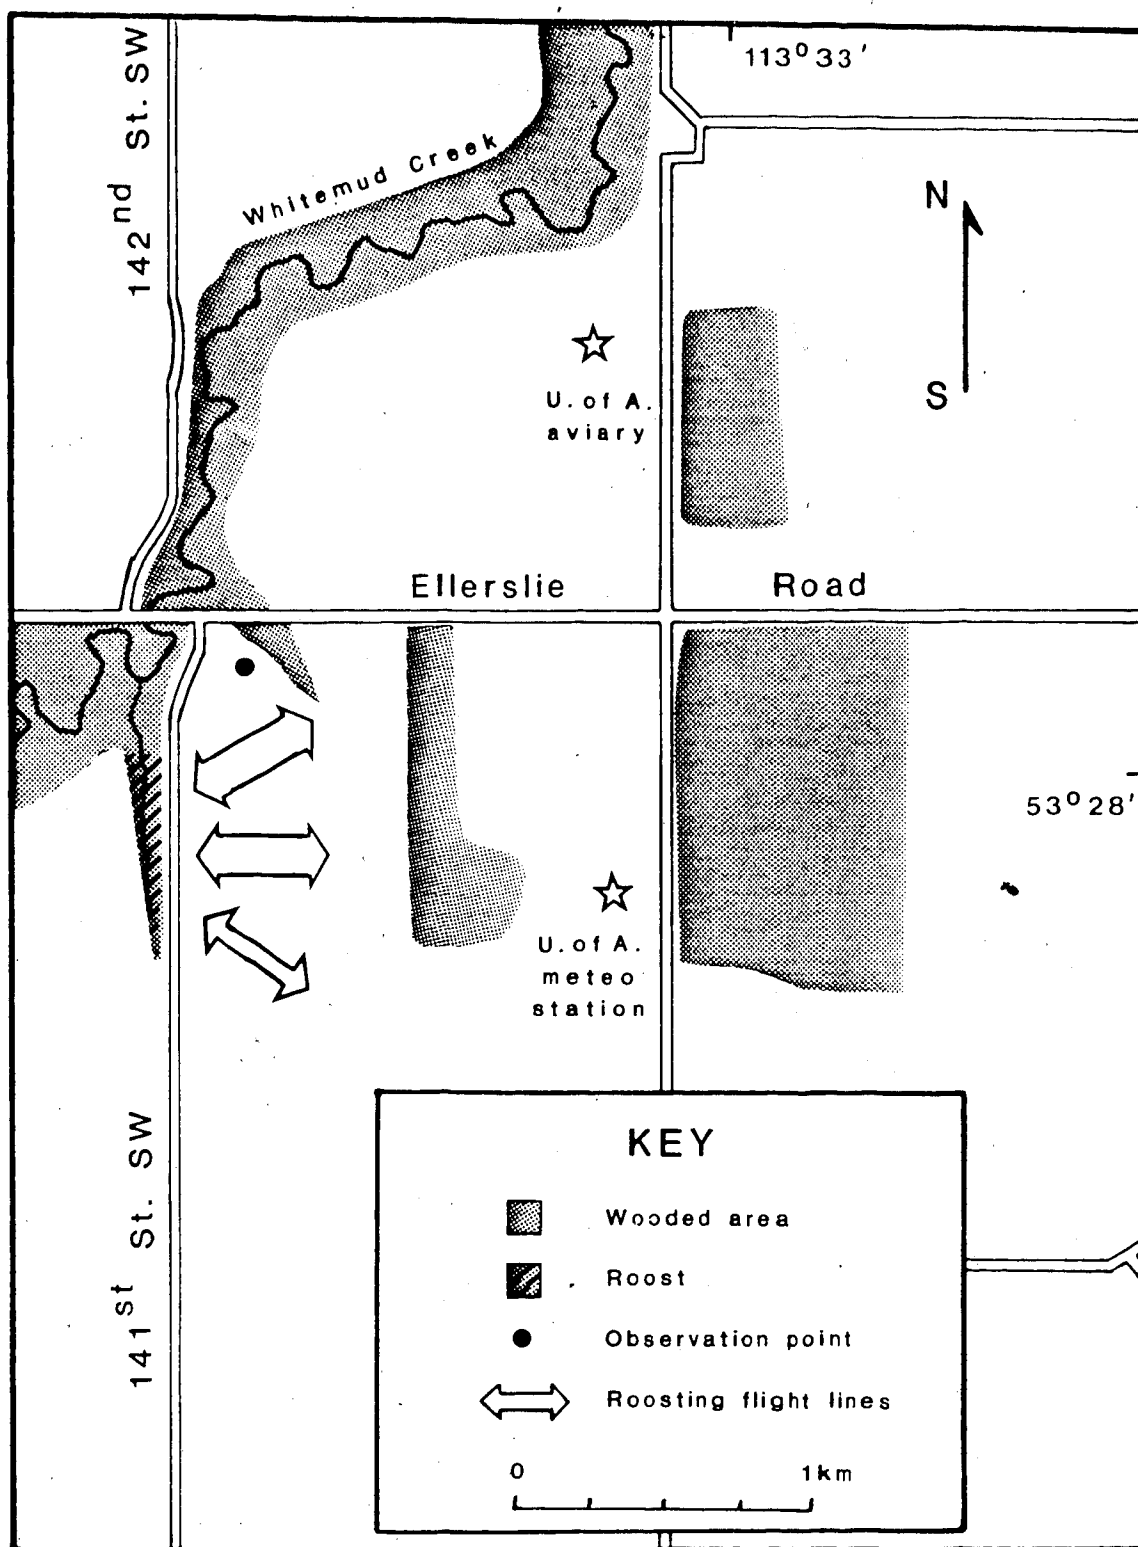 113° 33'
142nd St. SW
Whitemud Creek
N
S
U. of A.
aviary
Ellerslie Road
53° 28'
U. of A.
meteo
station
141st St. SW
KEY
Wooded area
Roost
Observation point
Roosting flight lines
0 1km